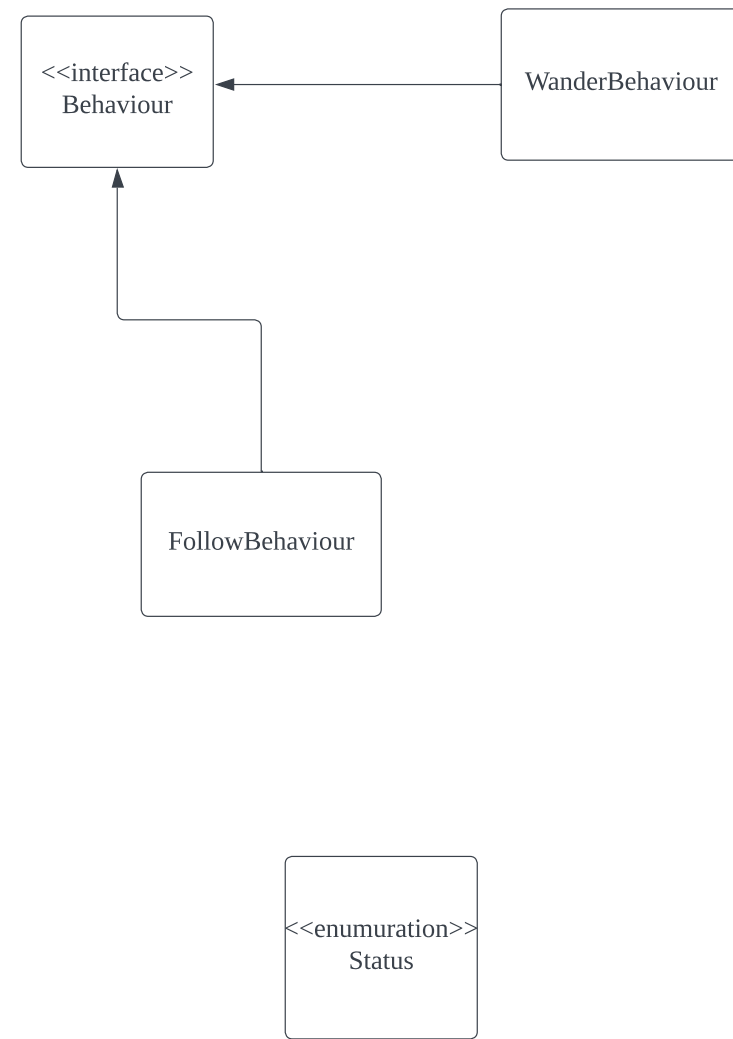 <<interface>>
Behaviour
WanderBehaviour
FollowBehaviour
<<enumuration>>
Status